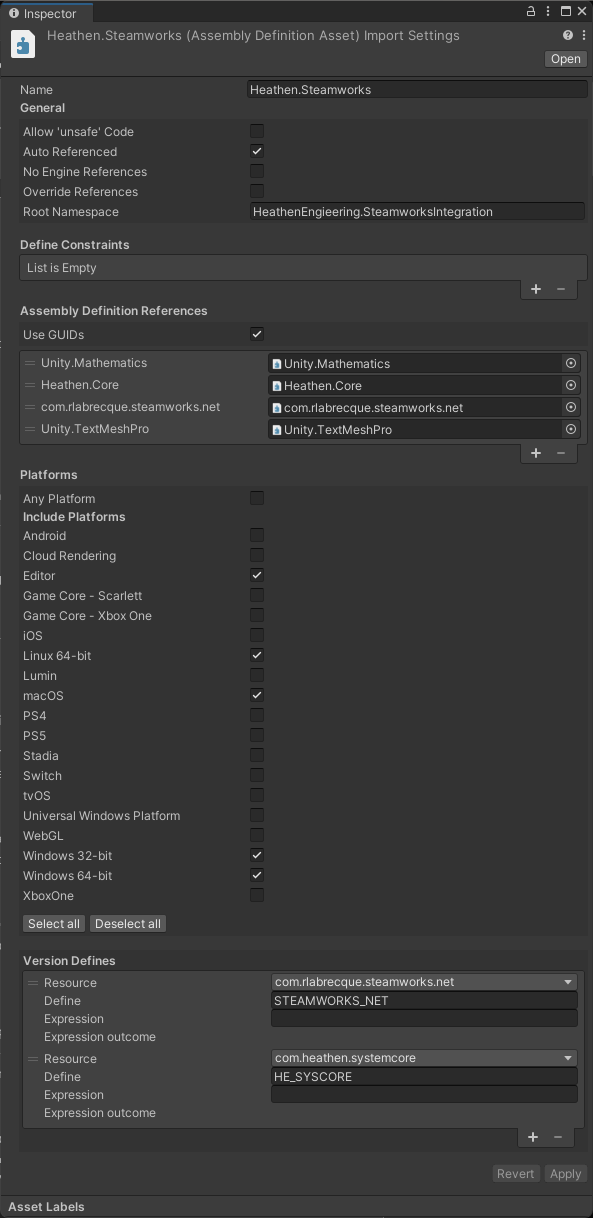 Inspector
Heathen.Steamworks (Assembly Definition Asset) Import Settings
Open
Name Heathen.Steamworks
General
Allow 'unsafe' Code
Auto Referenced
No Engine References
Override References
Root Namespace HeathenEngieering.SteamworksIntegration
Define Constraints
List is Empty
Assembly Definition References
Use GUIDs
Unity.Mathematics Unity.Mathematics
Heathen.Core Heathen.Core
com.rlabrecque.steamworks.net com.rlabrecque.steamworks.net
Unity.TextMeshPro Unity.TextMeshPro
Platforms
Any Platform
Include Platforms
Android
Cloud Rendering
Editor
Game Core - Scarlett
Game Core - Xbox One
iOS
Linux 64-bit
Lumin
macOS
PS4
PS5
Stadia
Switch
tvOS
Universal Windows Platform
WebGL
Windows 32-bit
Windows 64-bit
XboxOne
Select all Deselect all
Version Defines
Resource com.rlabrecque.steamworks.net
Define STEAMWORKS_NET
Expression
Expression outcome
Resource com.heathen.systemcore
Define HE_SYSCORE
Expression
Expression outcome
Revert Apply
Asset Labels